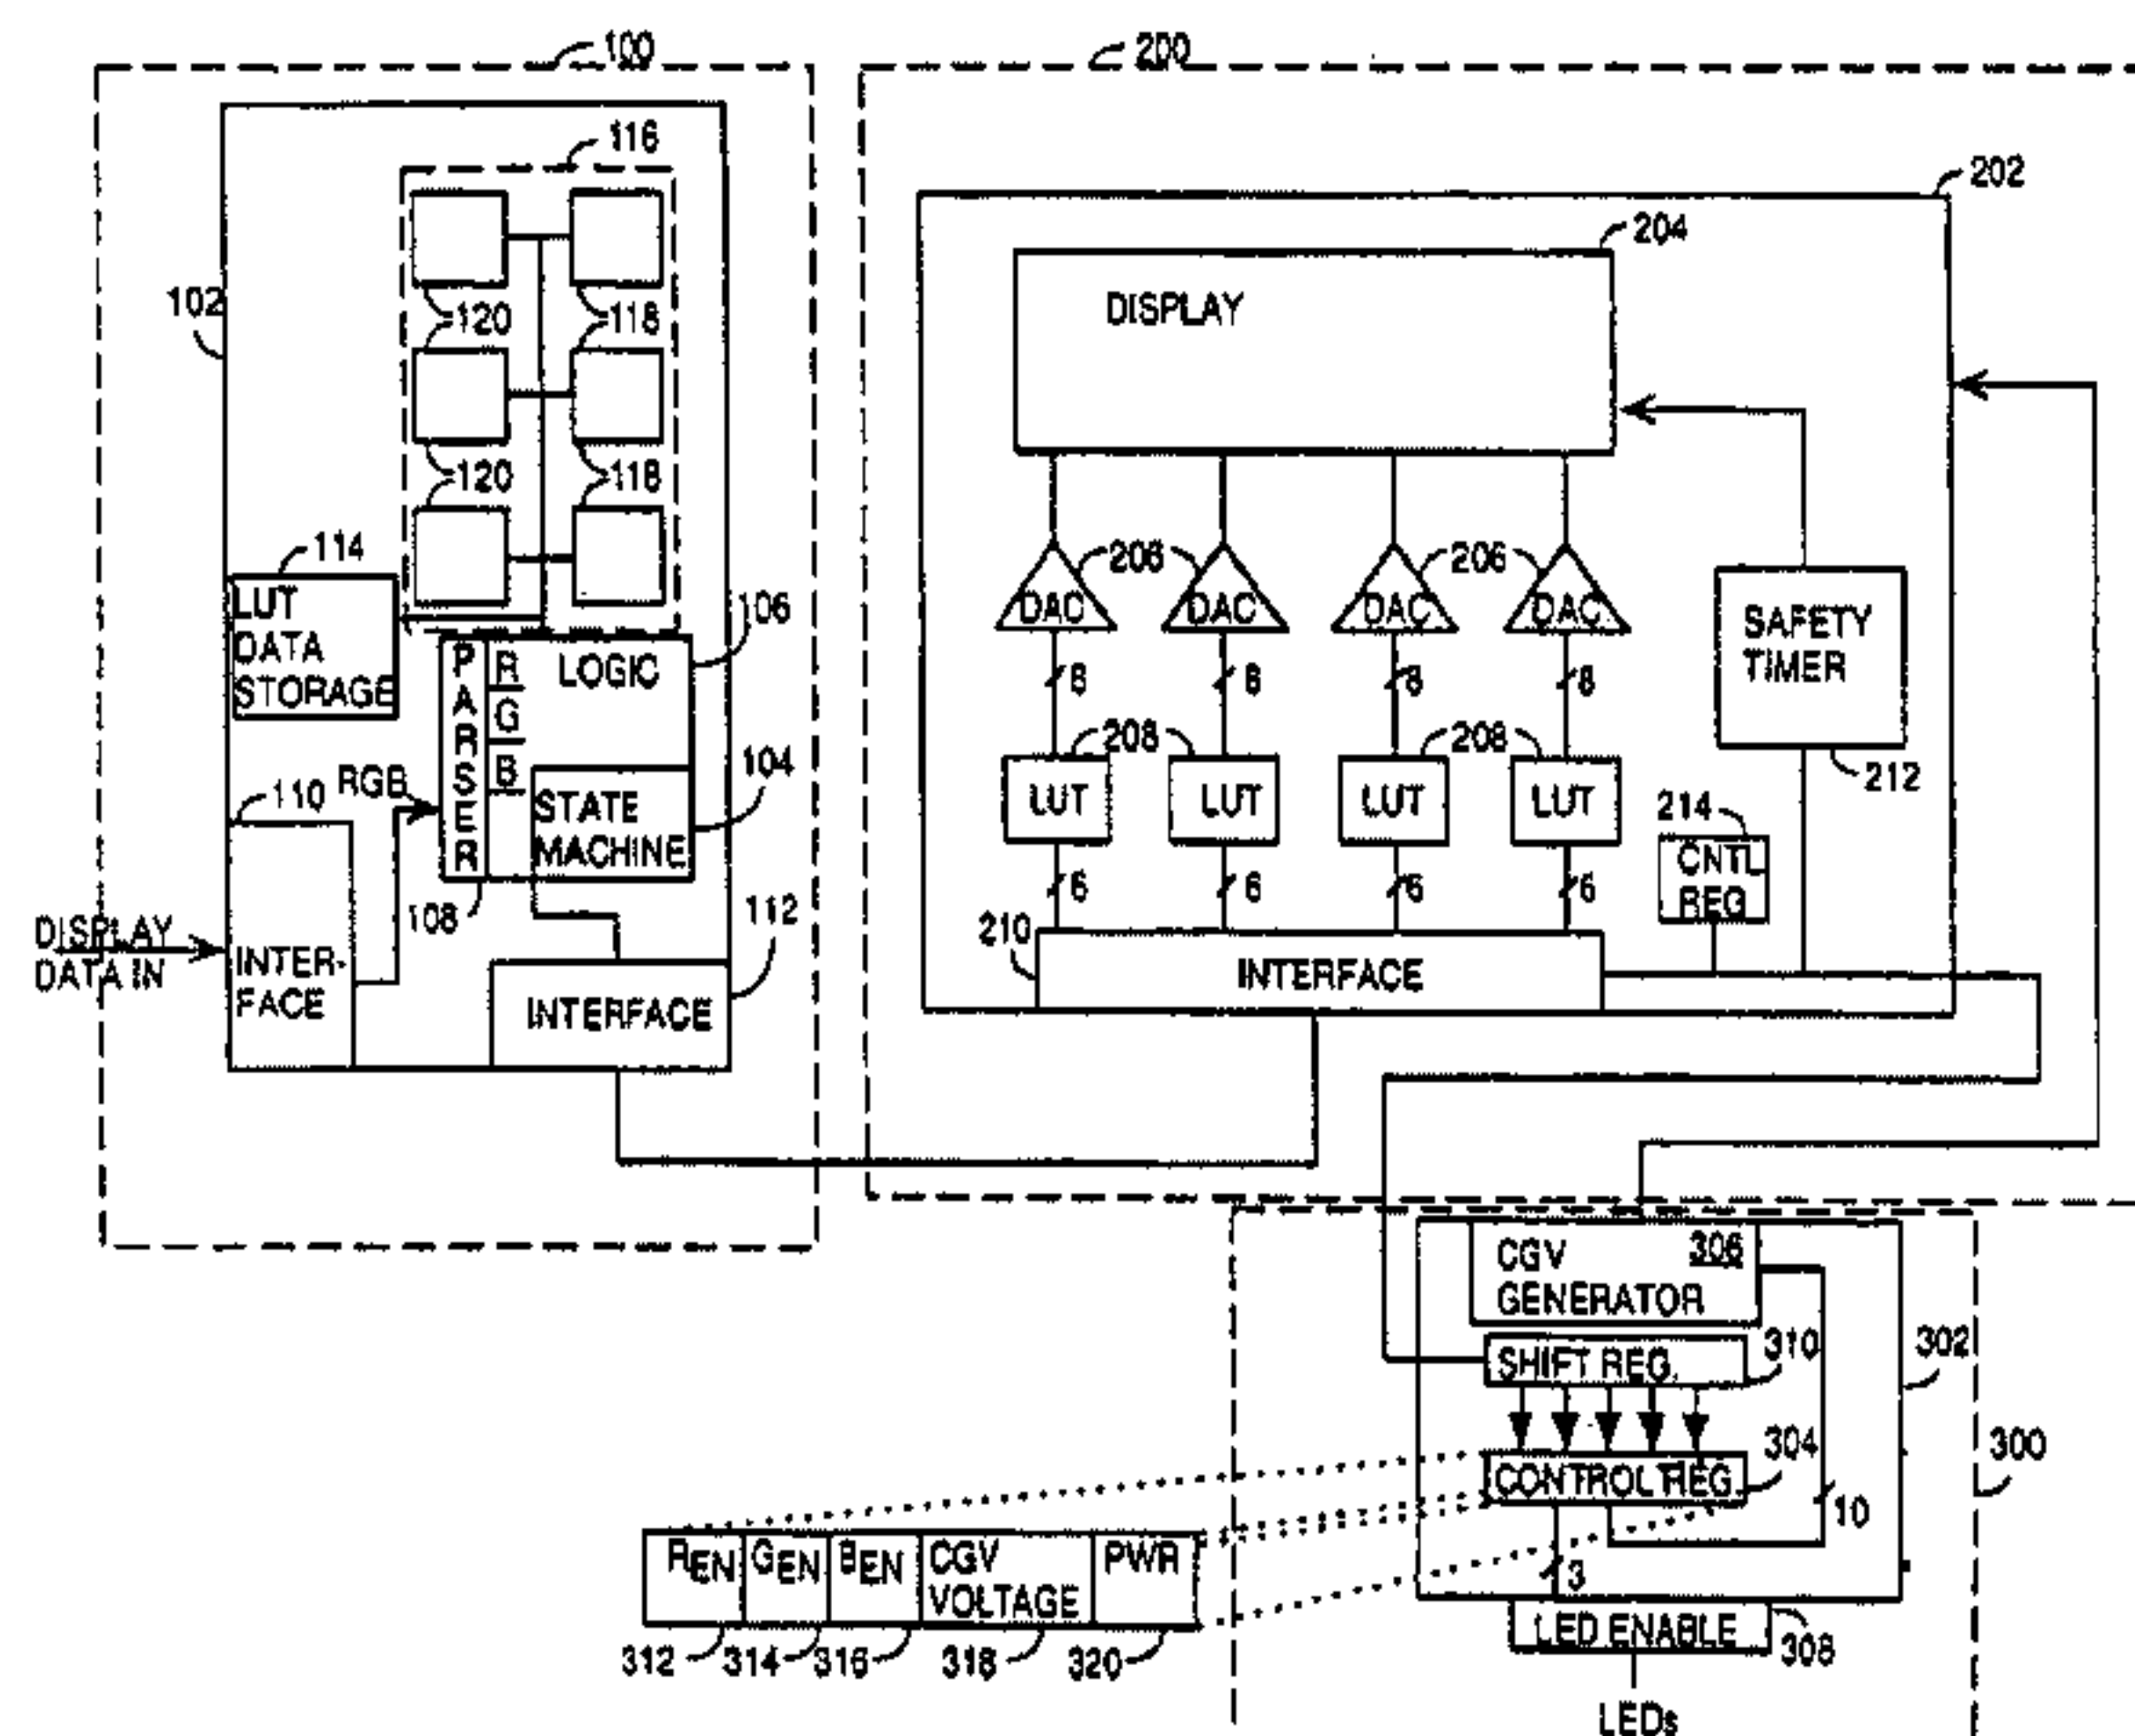 100
200
116
202
204
102
120
118
DISPLAY
120
118
114
206
206
106
LUT
DATA
STORAGE
PARSER
R
G
B
LOGIC
DAC
DAC
DAC
DAC
SAFETY
TIMER
8
8
8
8
110
RGB
104
STATE
MACHINE
208
208
212
LUT
LUT
LUT
LUT
214
CNTL
REG
6
6
6
6
108
112
DISPLAY
DATA IN
INTER-
FACE
INTERFACE
210
INTERFACE
CGV
GENERATOR
306
310
302
SHIFT REG.
304
300
CONTROL REG.
10
REN
GEN
BEN
CGV
VOLTAGE
PWR
3
312
314
316
318
320
LED ENABLE
308
LEDs